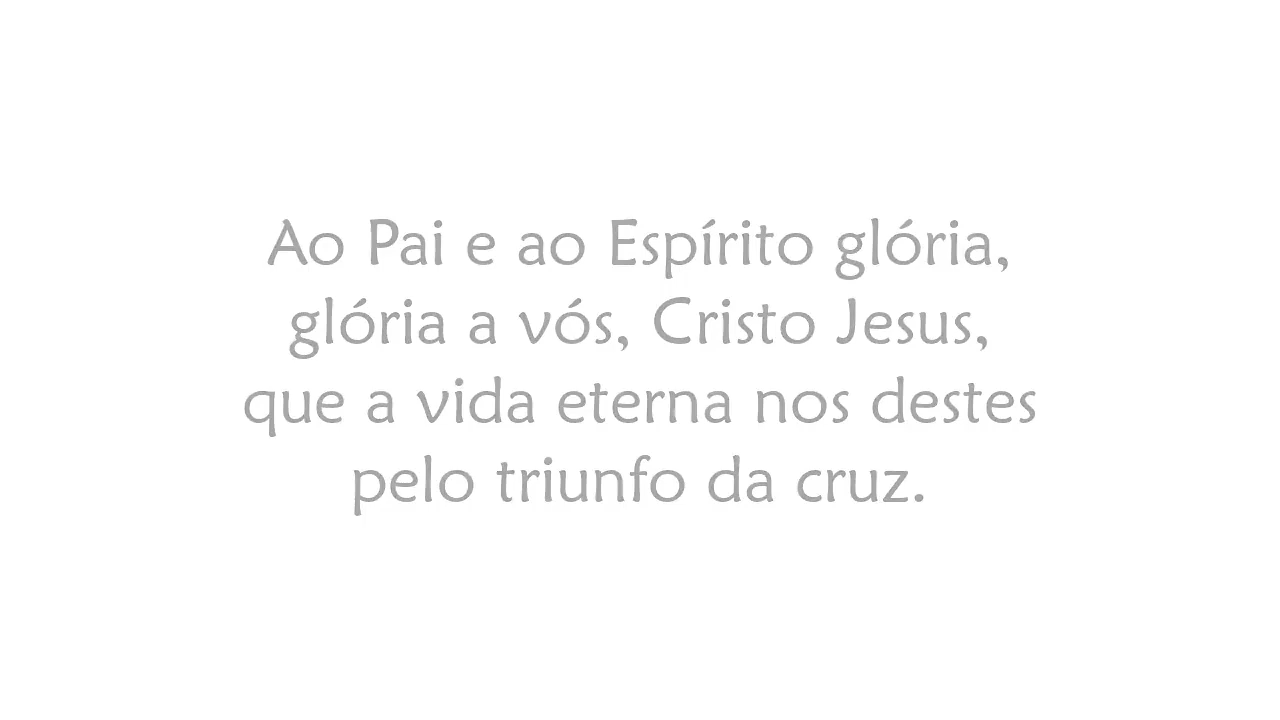 Ao Pai e ao Espírito glória,
glória a vós, Cristo Jesus,
que a vida eterna nos destes
pelo triunfo da cruz.